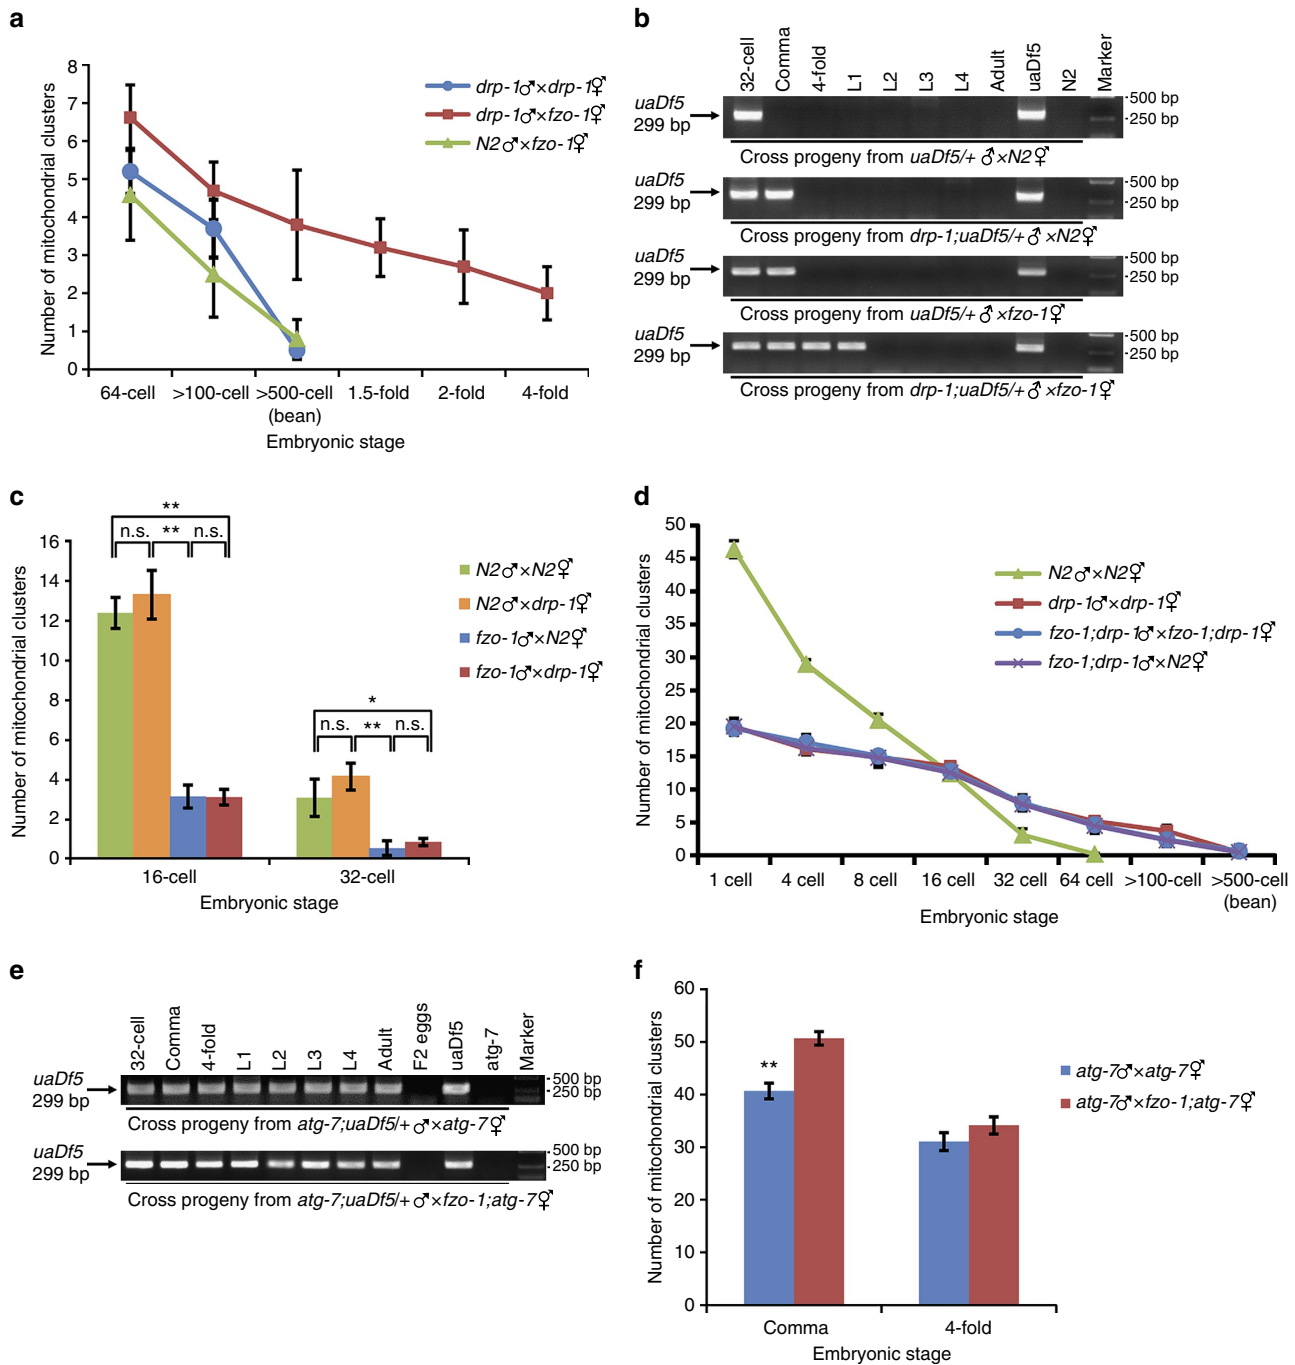 a
8
7
6
5
4
3
2
1
0
Number of mitochondrial clusters
drp-1♂×drp-1⚥
drp-1♂×fzo-1⚥
N2♂×fzo-1⚥
64-cell >100-cell >500-cell 1.5-fold 2-fold 4-fold
(bean)
Embryonic stage
b
32-cell Comma 4-fold L1 L2 L3 L4 Adult uaDf5 N2 Marker
uaDf5
299 bp
500 bp
250 bp
Cross progeny from uaDf5/+ ♂×N2⚥
uaDf5
299 bp
500 bp
250 bp
Cross progeny from drp-1;uaDf5/+♂×N2⚥
uaDf5
299 bp
500 bp
250 bp
Cross progeny from uaDf5/+ ♂×fzo-1⚥
uaDf5
299 bp
500 bp
250 bp
Cross progeny from drp-1;uaDf5/+♂×fzo-1⚥
c
16
14
12
10
8
6
4
2
0
Number of mitochondrial clusters
**
n.s. ** n.s.
*
n.s. ** n.s.
N2♂×N2⚥
N2♂×drp-1⚥
fzo-1♂×N2⚥
fzo-1♂×drp-1⚥
16-cell 32-cell
Embryonic stage
d
50
45
40
35
30
25
20
15
10
5
0
Number of mitochondrial clusters
N2♂×N2⚥
drp-1♂×drp-1⚥
fzo-1;drp-1♂×fzo-1;drp-1⚥
fzo-1;drp-1♂×N2⚥
1 cell 4 cell 8 cell 16 cell 32 cell 64 cell >100-cell >500-cell
(bean)
Embryonic stage
e
32-cell Comma 4-fold L1 L2 L3 L4 Adult F2 eggs uaDf5 atg-7 Marker
uaDf5
299 bp
500 bp
250 bp
Cross progeny from atg-7;uaDf5/+ ♂×atg-7⚥
uaDf5
299 bp
500 bp
250 bp
Cross progeny from atg-7;uaDf5/+ ♂×fzo-1;atg-7⚥
f
60
50
40
30
20
10
0
Number of mitochondrial clusters
**
atg-7♂×atg-7⚥
atg-7♂×fzo-1;atg-7⚥
Comma 4-fold
Embryonic stage